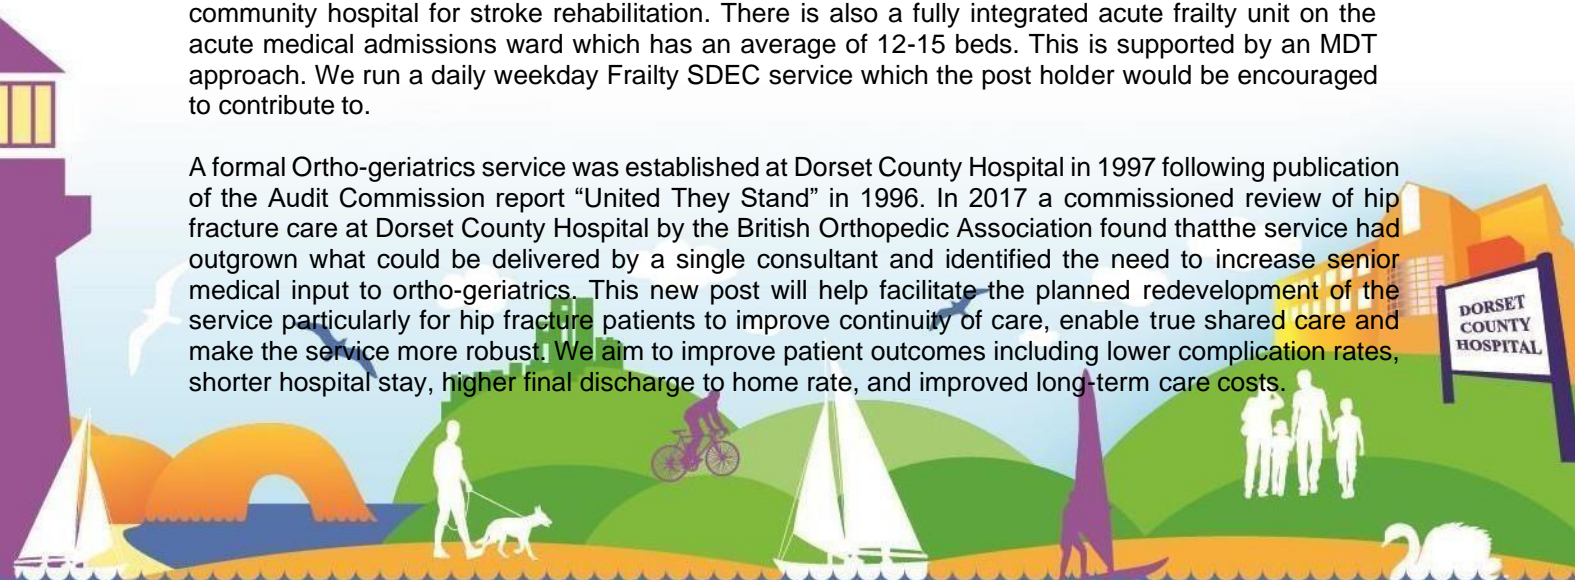 community hospital for stroke rehabilitation. There is also a fully integrated acute frailty unit on the
acute medical admissions ward which has an average of 12-15 beds. This is supported by an MDT
approach. We run a daily weekday Frailty SDEC service which the post holder would be encouraged
to contribute to.
A formal Ortho-geriatrics service was established at Dorset County Hospital in 1997 following publication
of the Audit Commission report “United They Stand” in 1996. In 2017 a commissioned review of hip
fracture care at Dorset County Hospital by the British Orthopedic Association found thatthe service had
outgrown what could be delivered by a single consultant and identified the need to increase senior
medical input to ortho-geriatrics. This new post will help facilitate the planned redevelopment of the
service particularly for hip fracture patients to improve continuity of care, enable true shared care and
make the service more robust. We aim to improve patient outcomes including lower complication rates,
shorter hospital stay, higher final discharge to home rate, and improved long-term care costs.
DORSET
COUNTY
HOSPITAL